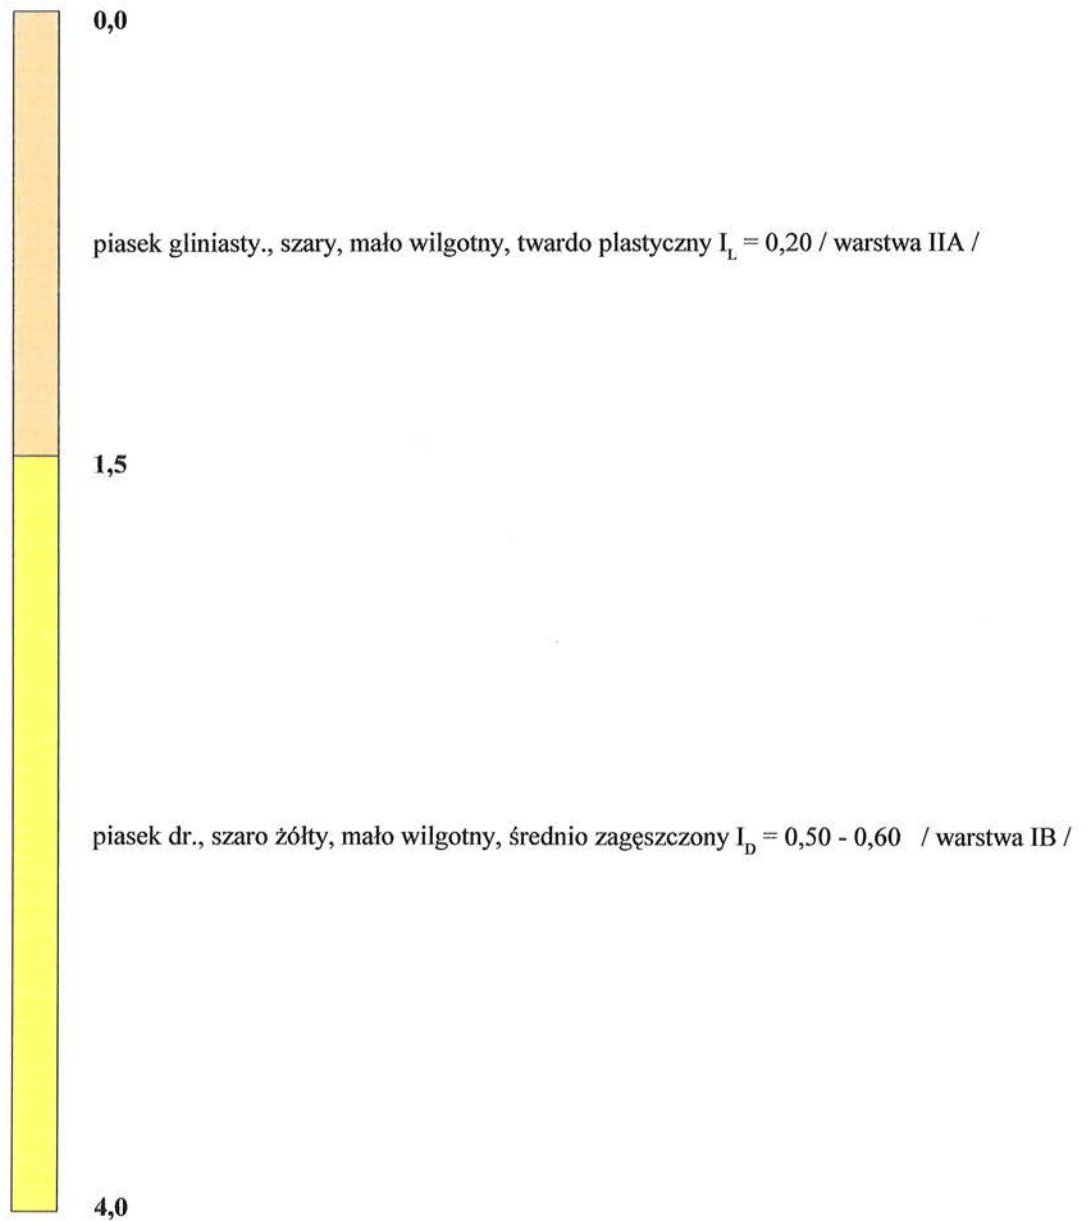 0,0
piasek gliniasty., szary, mało wilgotny, twardo plastyczny I_L = 0,20 / warstwa IIA /
1,5
piasek dr., szaro żółty, mało wilgotny, średnio zagęszczony I_D = 0,50 - 0,60 / warstwa IB /
4,0